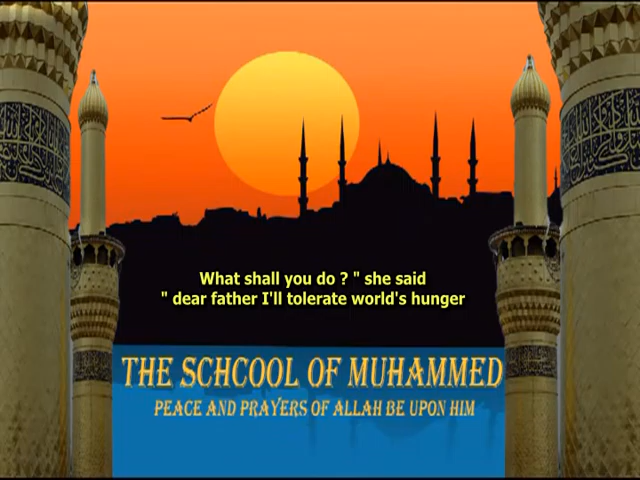 What shall you do ? " she said
" dear father I'll tolerate world's hunger
THE SCHCOOL OF MUHAMMED
PEACE AND PRAYERS OF ALLAH BE UPON HIM